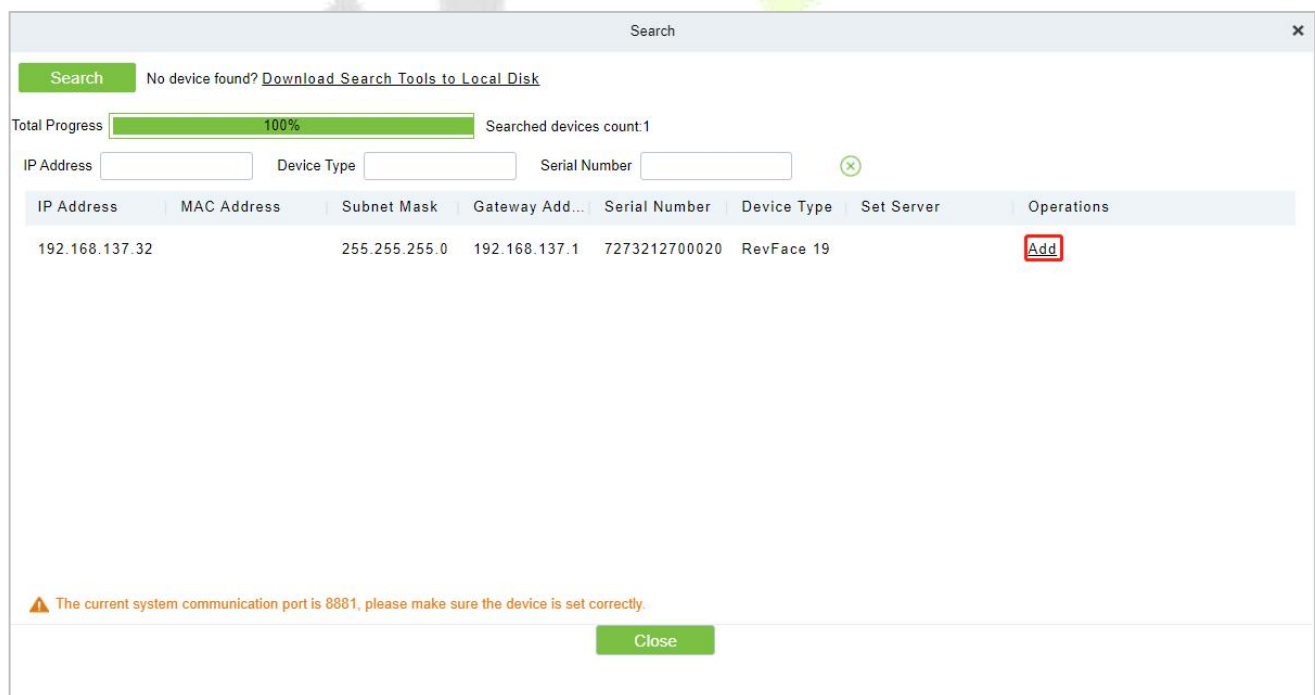 Search
Search No device found? Download Search Tools to Local Disk
Total Progress 100% Searched devices count:1
IP Address Device Type Serial Number
IP Address MAC Address Subnet Mask Gateway Add... Serial Number Device Type Set Server Operations
192.168.137.32 255.255.255.0 192.168.137.1 7273212700020 RevFace 19 Add
The current system communication port is 8881, please make sure the device is set correctly.
Close